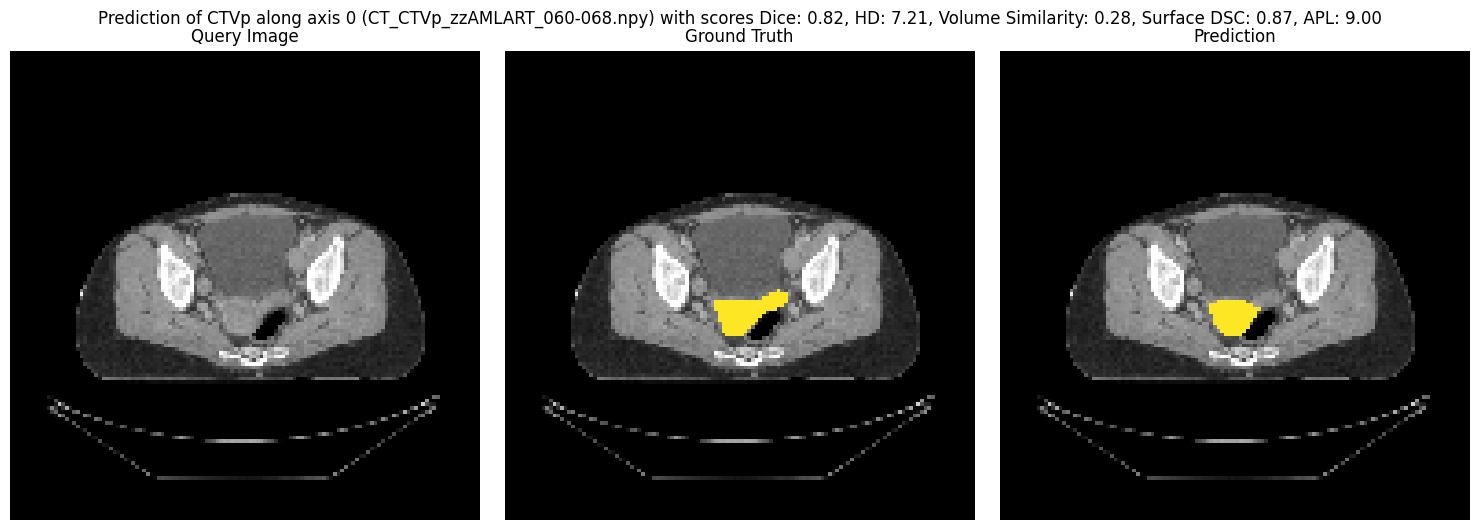 Prediction of CTVp along axis 0 (CT_CTVp_zzAMLART_060-068.npy) with scores Dice: 0.82, HD: 7.21, Volume Similarity: 0.28, Surface DSC: 0.87, APL: 9.00
Query Image
Ground Truth
Prediction